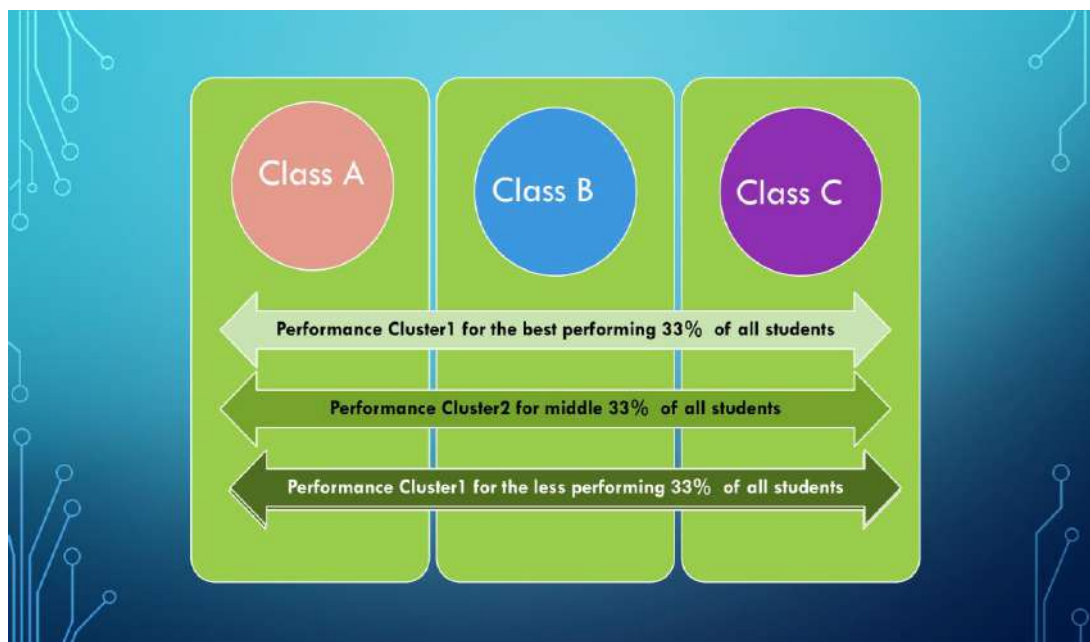 Class A
Class B
Class C
Performance Cluster1 for the best performing 33% of all students
Performance Cluster2 for middle 33% of all students
Performance Cluster1 for the less performing 33% of all students